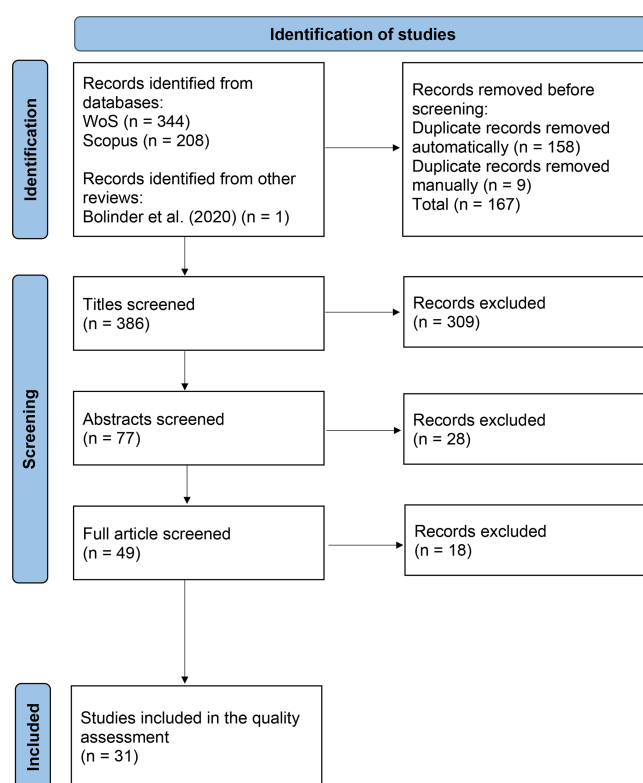 Identification of studies
Identification
Records identified from
databases:
WoS (n = 344)
Scopus (n = 208)
Records identified from other
reviews:
Bolinder et al. (2020) (n = 1)
Records removed before
screening:
Duplicate records removed
automatically (n = 158)
Duplicate records removed
manually (n = 9)
Total (n = 167)
Screening
Titles screened
(n = 386)
Records excluded
(n = 309)
Abstracts screened
(n = 77)
Records excluded
(n = 28)
Full article screened
(n = 49)
Records excluded
(n = 18)
Included
Studies included in the quality
assessment
(n = 31)